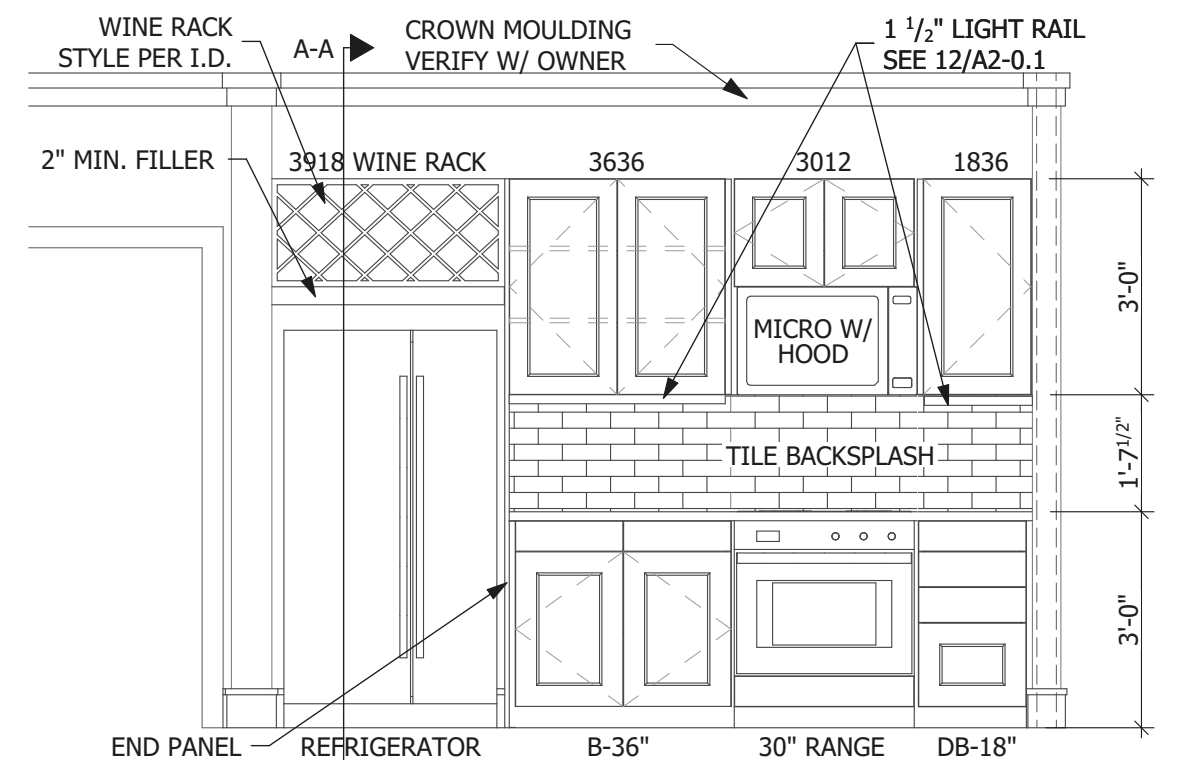 WINE RACK
STYLE PER I.D.
A-A
CROWN MOULDING
VERIFY W/ OWNER
1 1/2" LIGHT RAIL
SEE 12/A2-0.1
2" MIN. FILLER
3918 WINE RACK
3636
3012
1836
MICRO W/
HOOD
3'-0"
TILE BACKSPLASH
1'-7 1/2"
3'-0"
END PANEL
REFRIGERATOR
B-36"
30" RANGE
DB-18"